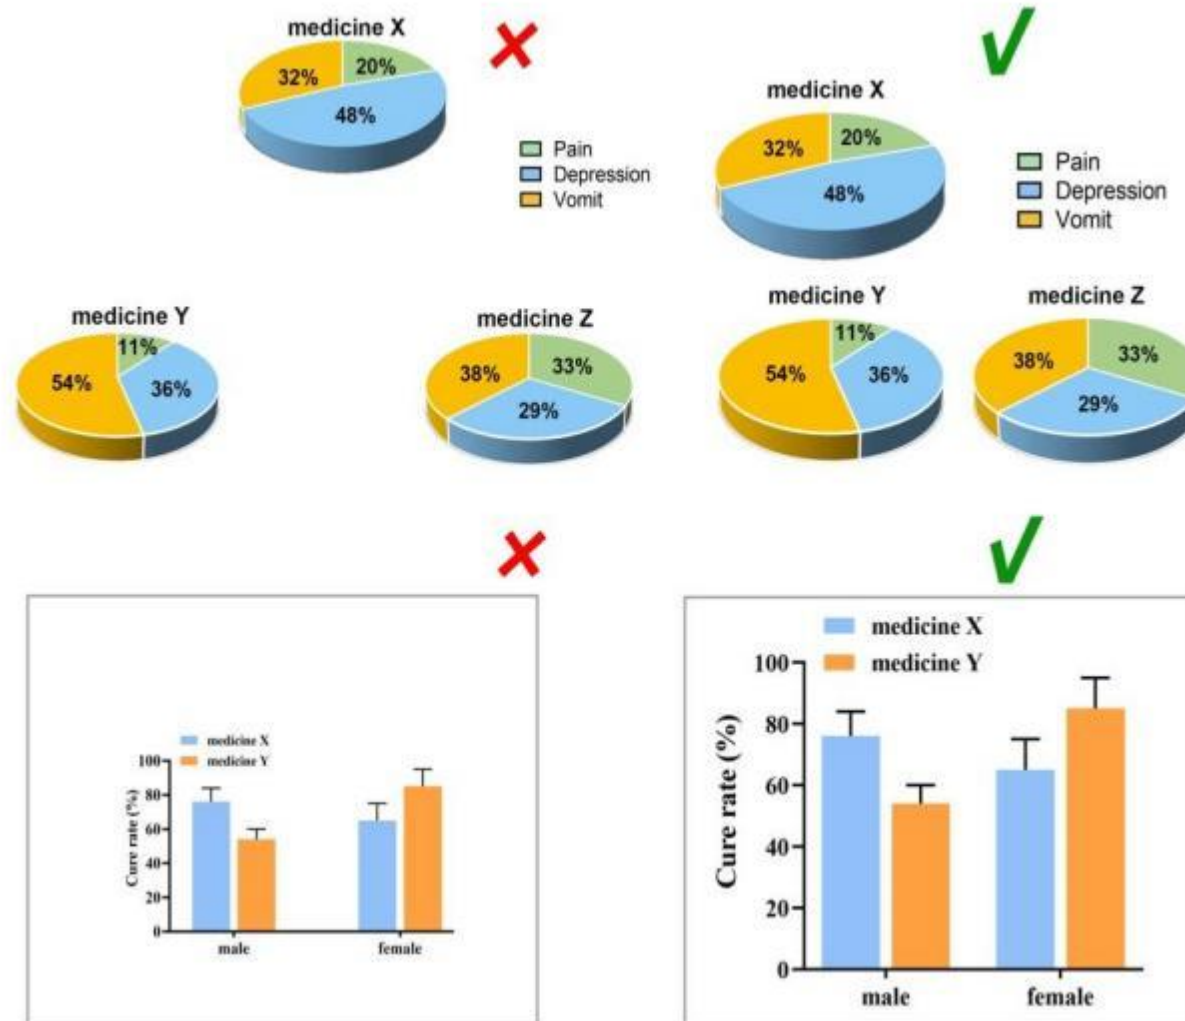 medicine X
32%
20%
48%
Pain
Depression
Vomit
medicine Y
11%
54%
36%
medicine Z
38%
33%
29%
medicine X
32%
20%
48%
Pain
Depression
Vomit
medicine Y
11%
54%
36%
medicine Z
38%
33%
29%
medicine X
medicine Y
Cure rate (%)
100
80
60
40
20
0
male
female
medicine X
medicine Y
Cure rate (%)
100
80
60
40
20
0
male
female